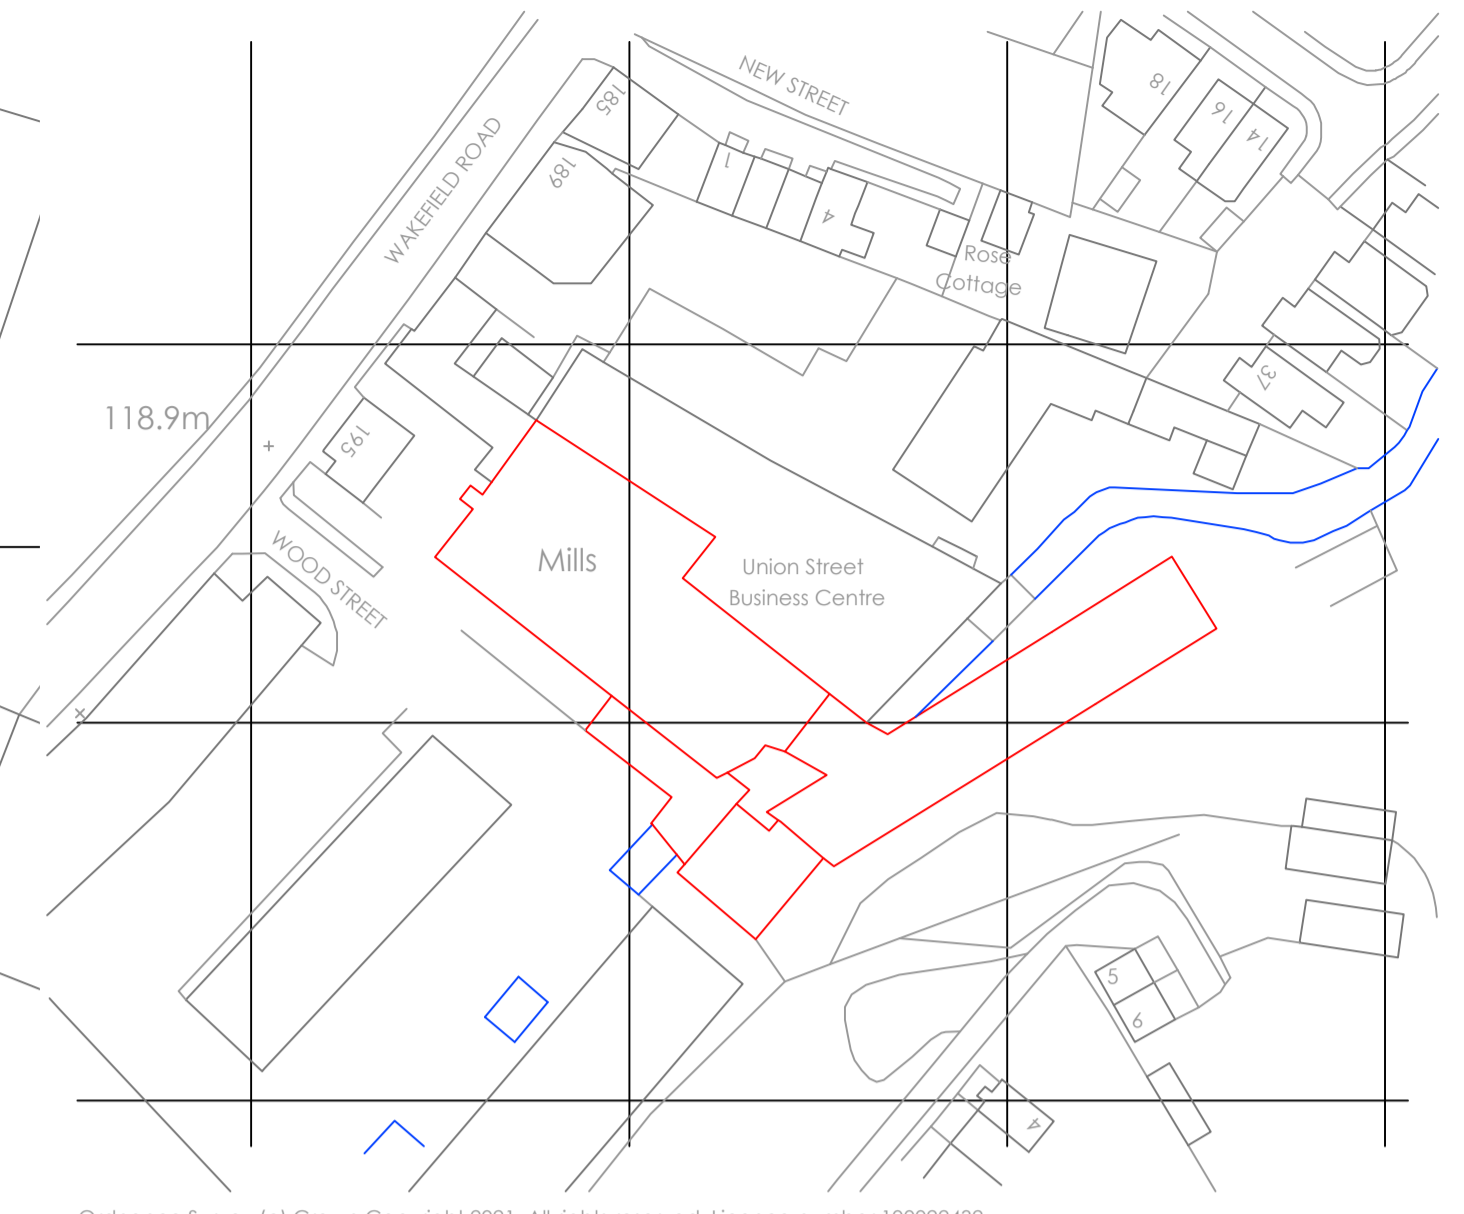 NEW STREET
18
16
14
185
WAKEFIELD ROAD
189
1
4
Rose
Cottage
37
118.9m
195
WOOD STREET
Mills
Union Street
Business Centre
5
6
4